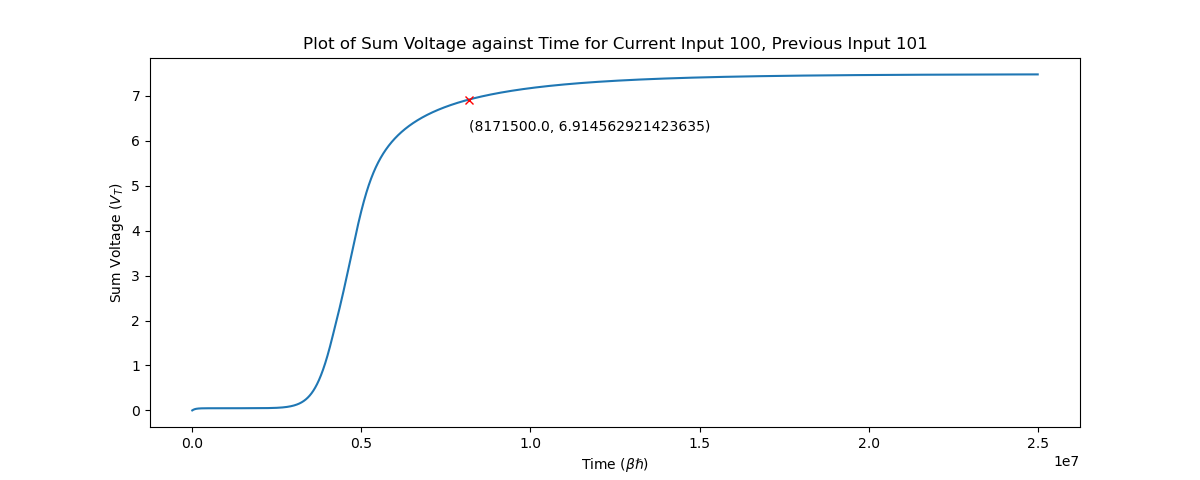 Plot of Sum Voltage against Time for Current Input 100, Previous Input 101
7
6
5
4
3
2
1
0
Sum Voltage (V_T)
(8171500.0, 6.914562921423635)
0.0 0.5 1.0 1.5 2.0 2.5
1e7
Time (βħ)